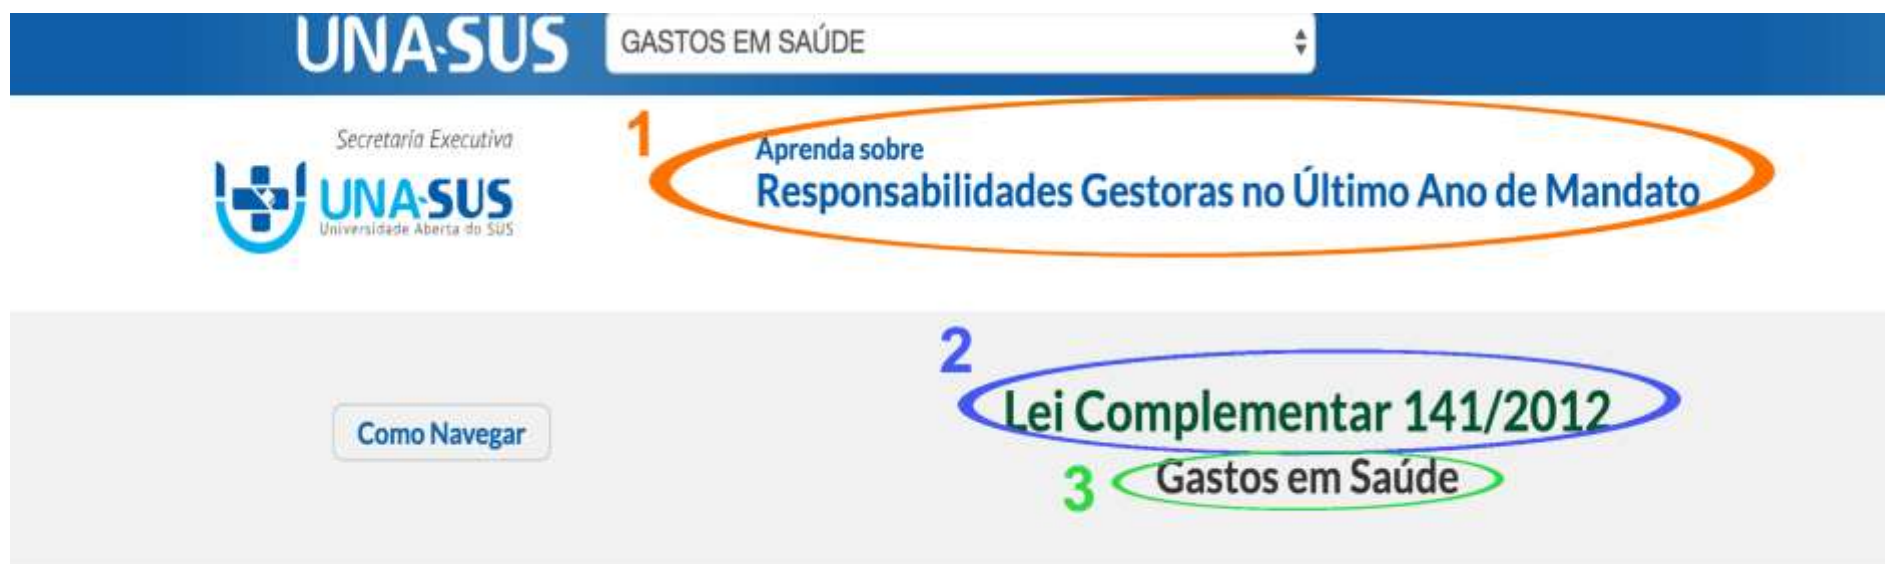 UNA-SUS
GASTOS EM SAÚDE
Secretaria Executiva
UNA-SUS
Universidade Aberta do SUS
1
Aprenda sobre
Responsabilidades Gestoras no Último Ano de Mandato
2
Lei Complementar 141/2012
Como Navegar
3
Gastos em Saúde